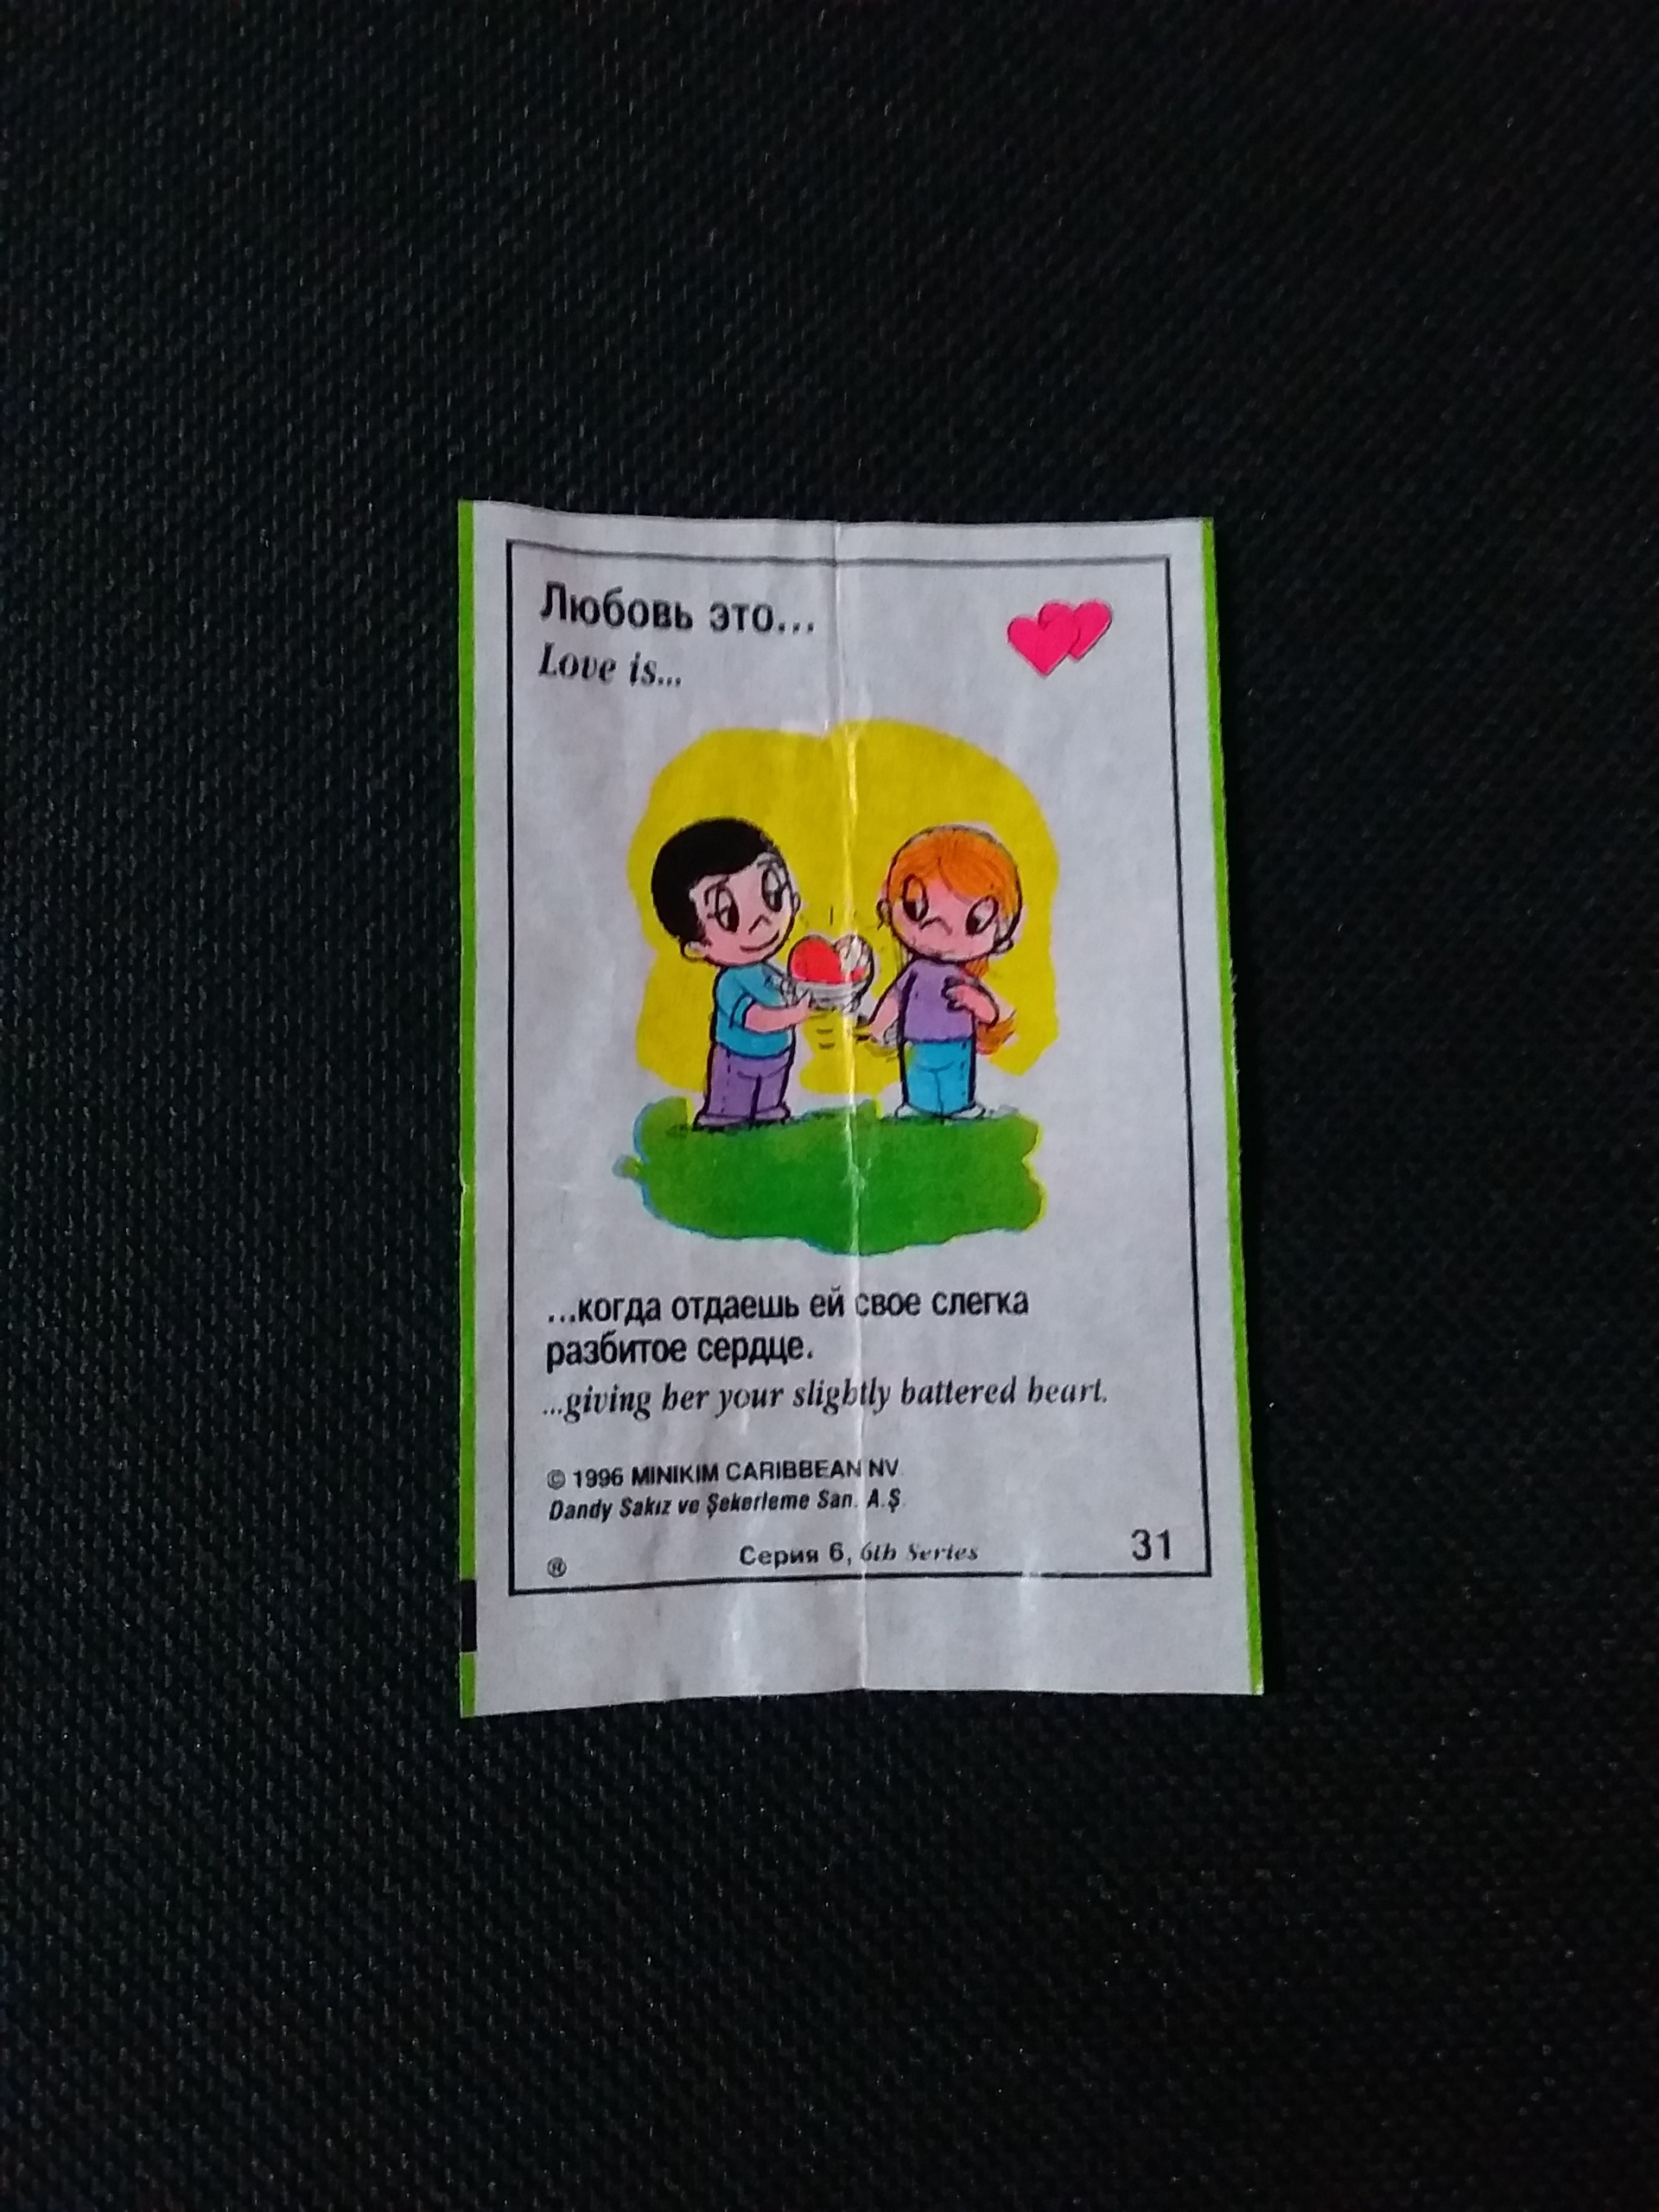 Любовь это...
Love is...
...когда отдаешь ей свое слегка
разбитое сердце.
...giving her your slightly battered heart.
© 1996 MINIKIM CARIBBEAN NV.
Dandy Sakız ve Şekerleme San. A.Ş.
® Серия 6, 6th Series 31